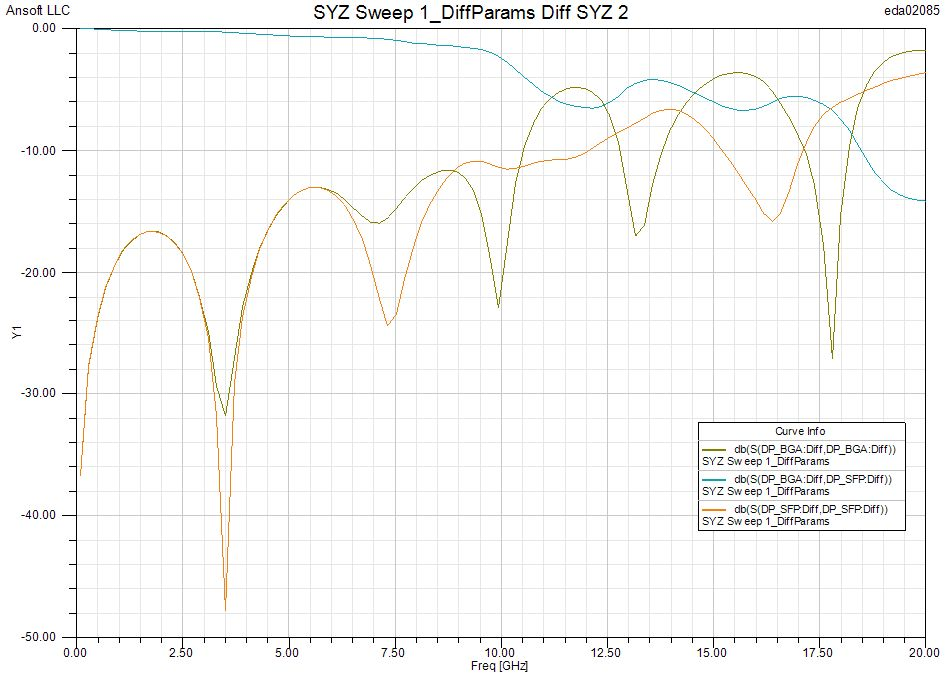 Ansoft LLC
SYZ Sweep 1_DiffParams Diff SYZ 2
eda02085
0.00
-10.00
-20.00
-30.00
-40.00
-50.00
Y1
Curve Info
db(S(DP_BGA:Diff,DP_BGA:Diff))
SYZ Sweep 1_DiffParams
db(S(DP_BGA:Diff,DP_SFP:Diff))
SYZ Sweep 1_DiffParams
db(S(DP_SFP:Diff,DP_SFP:Diff))
SYZ Sweep 1_DiffParams
0.00 2.50 5.00 7.50 10.00 12.50 15.00 17.50 20.00
Freq [GHz]